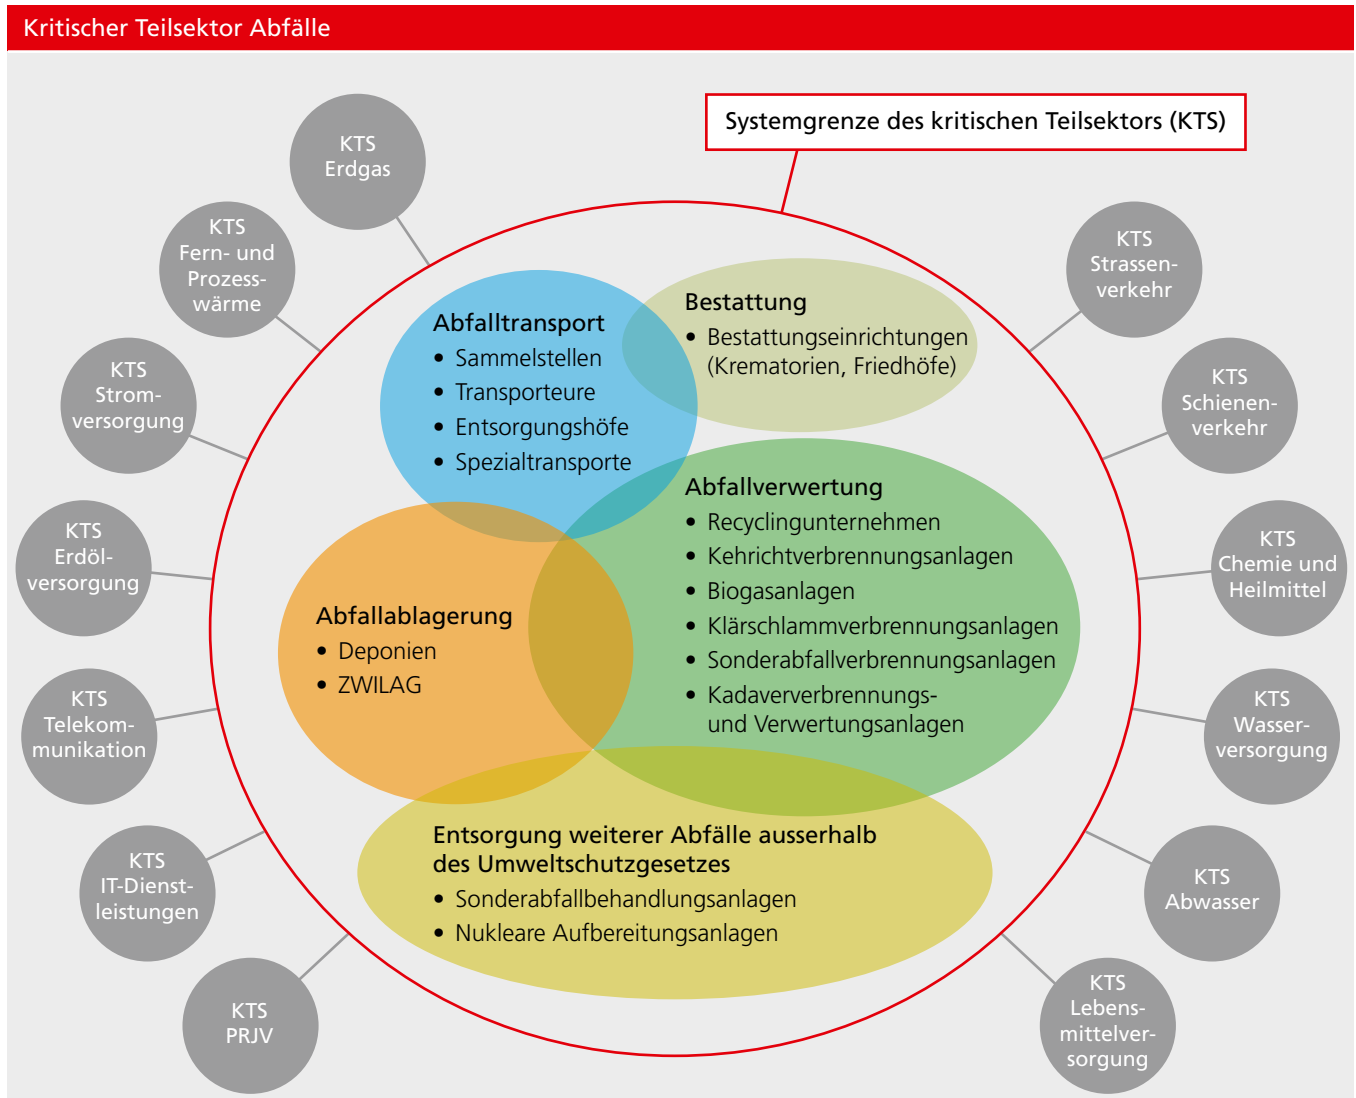 Kritischer Teilsektor Abfälle
Systemgrenze des kritischen Teilsektors (KTS)
KTS
Erdgas
KTS
Fern- und
Prozess-
wärme
KTS
Strom-
versorgung
KTS
Erdöl-
versorgung
KTS
Telekom-
munikation
KTS
IT-Dienst-
leistungen
KTS
PRJV
Abfalltransport
• Sammelstellen
• Transporteure
• Entsorgungshöfe
• Spezialtransporte
Bestattung
• Bestattungseinrichtungen
(Krematorien, Friedhöfe)
Abfallverwertung
• Recyclingunternehmen
• Kehrichtverbrennungsanlagen
• Biogasanlagen
• Klärschlammverbrennungsanlagen
• Sonderabfallverbrennungsanlagen
• Kadaververbrennungs-
und Verwertungsanlagen
Abfallablagerung
• Deponien
• ZWILAG
Entsorgung weiterer Abfälle ausserhalb
des Umweltschutzgesetzes
• Sonderabfallbehandlungsanlagen
• Nukleare Aufbereitungsanlagen
KTS
Strassen-
verkehr
KTS
Schienen-
verkehr
KTS
Chemie und
Heilmittel
KTS
Wasser-
versorgung
KTS
Abwasser
KTS
Lebens-
mittelver-
sorgung